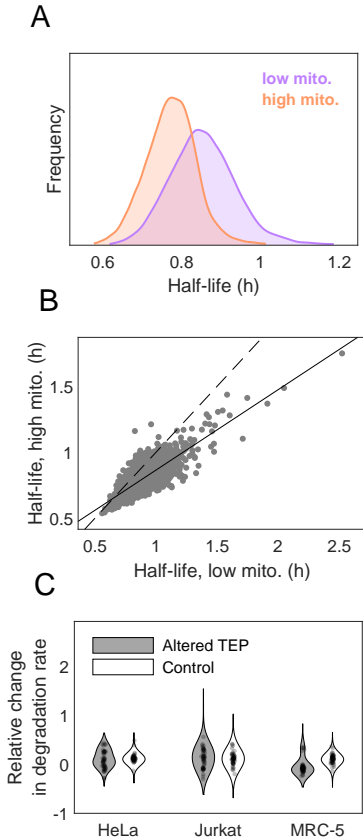 A
low mito.
high mito.
Frequency
0.6 0.8 1 1.2
Half-life (h)
B
Half-life, high mito. (h)
1.5
1
0.5
0.5 1.0 1.5 2 2.5
Half-life, low mito. (h)
C
Relative change
in degradation rate
Altered TEP
Control
2
1
0
-1
HeLa Jurkat MRC-5